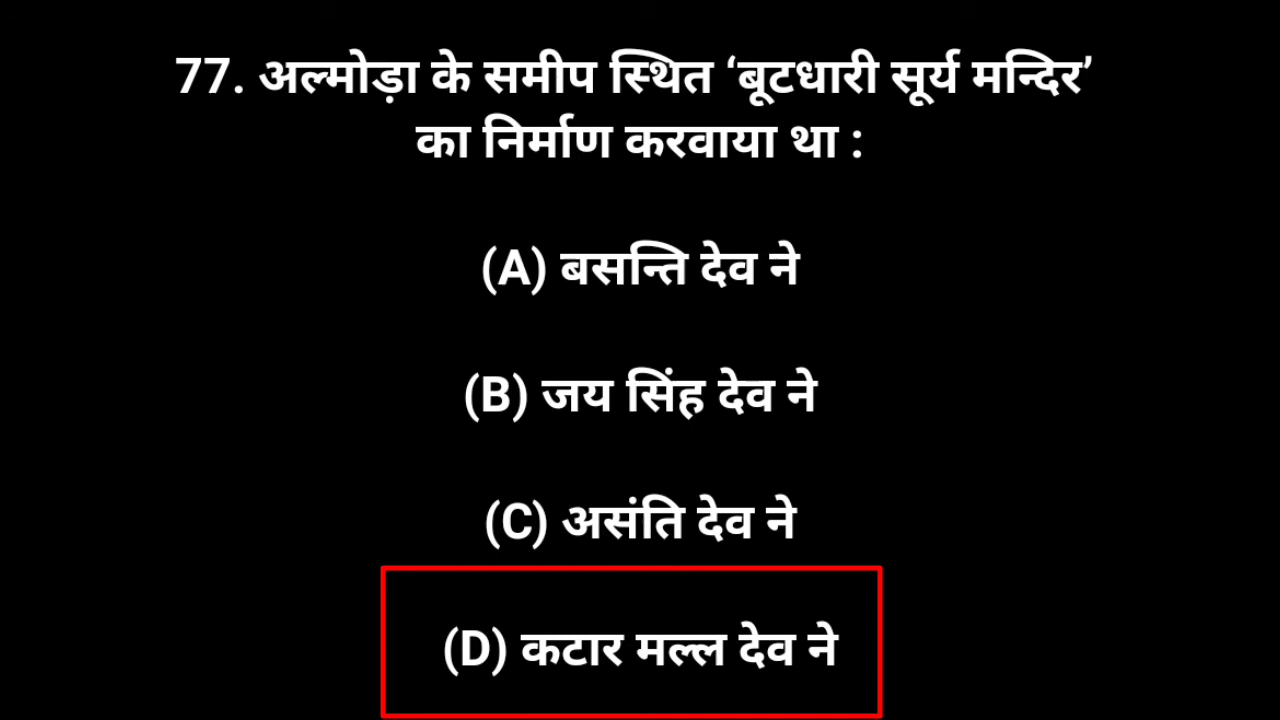 77. अल्मोड़ा के समीप स्थित ‘बूटधारी सूर्य मन्दिर’
का निर्माण करवाया था :
(A) बसन्ति देव ने
(B) जय सिंह देव ने
(C) असंति देव ने
(D) कटार मल्ल देव ने